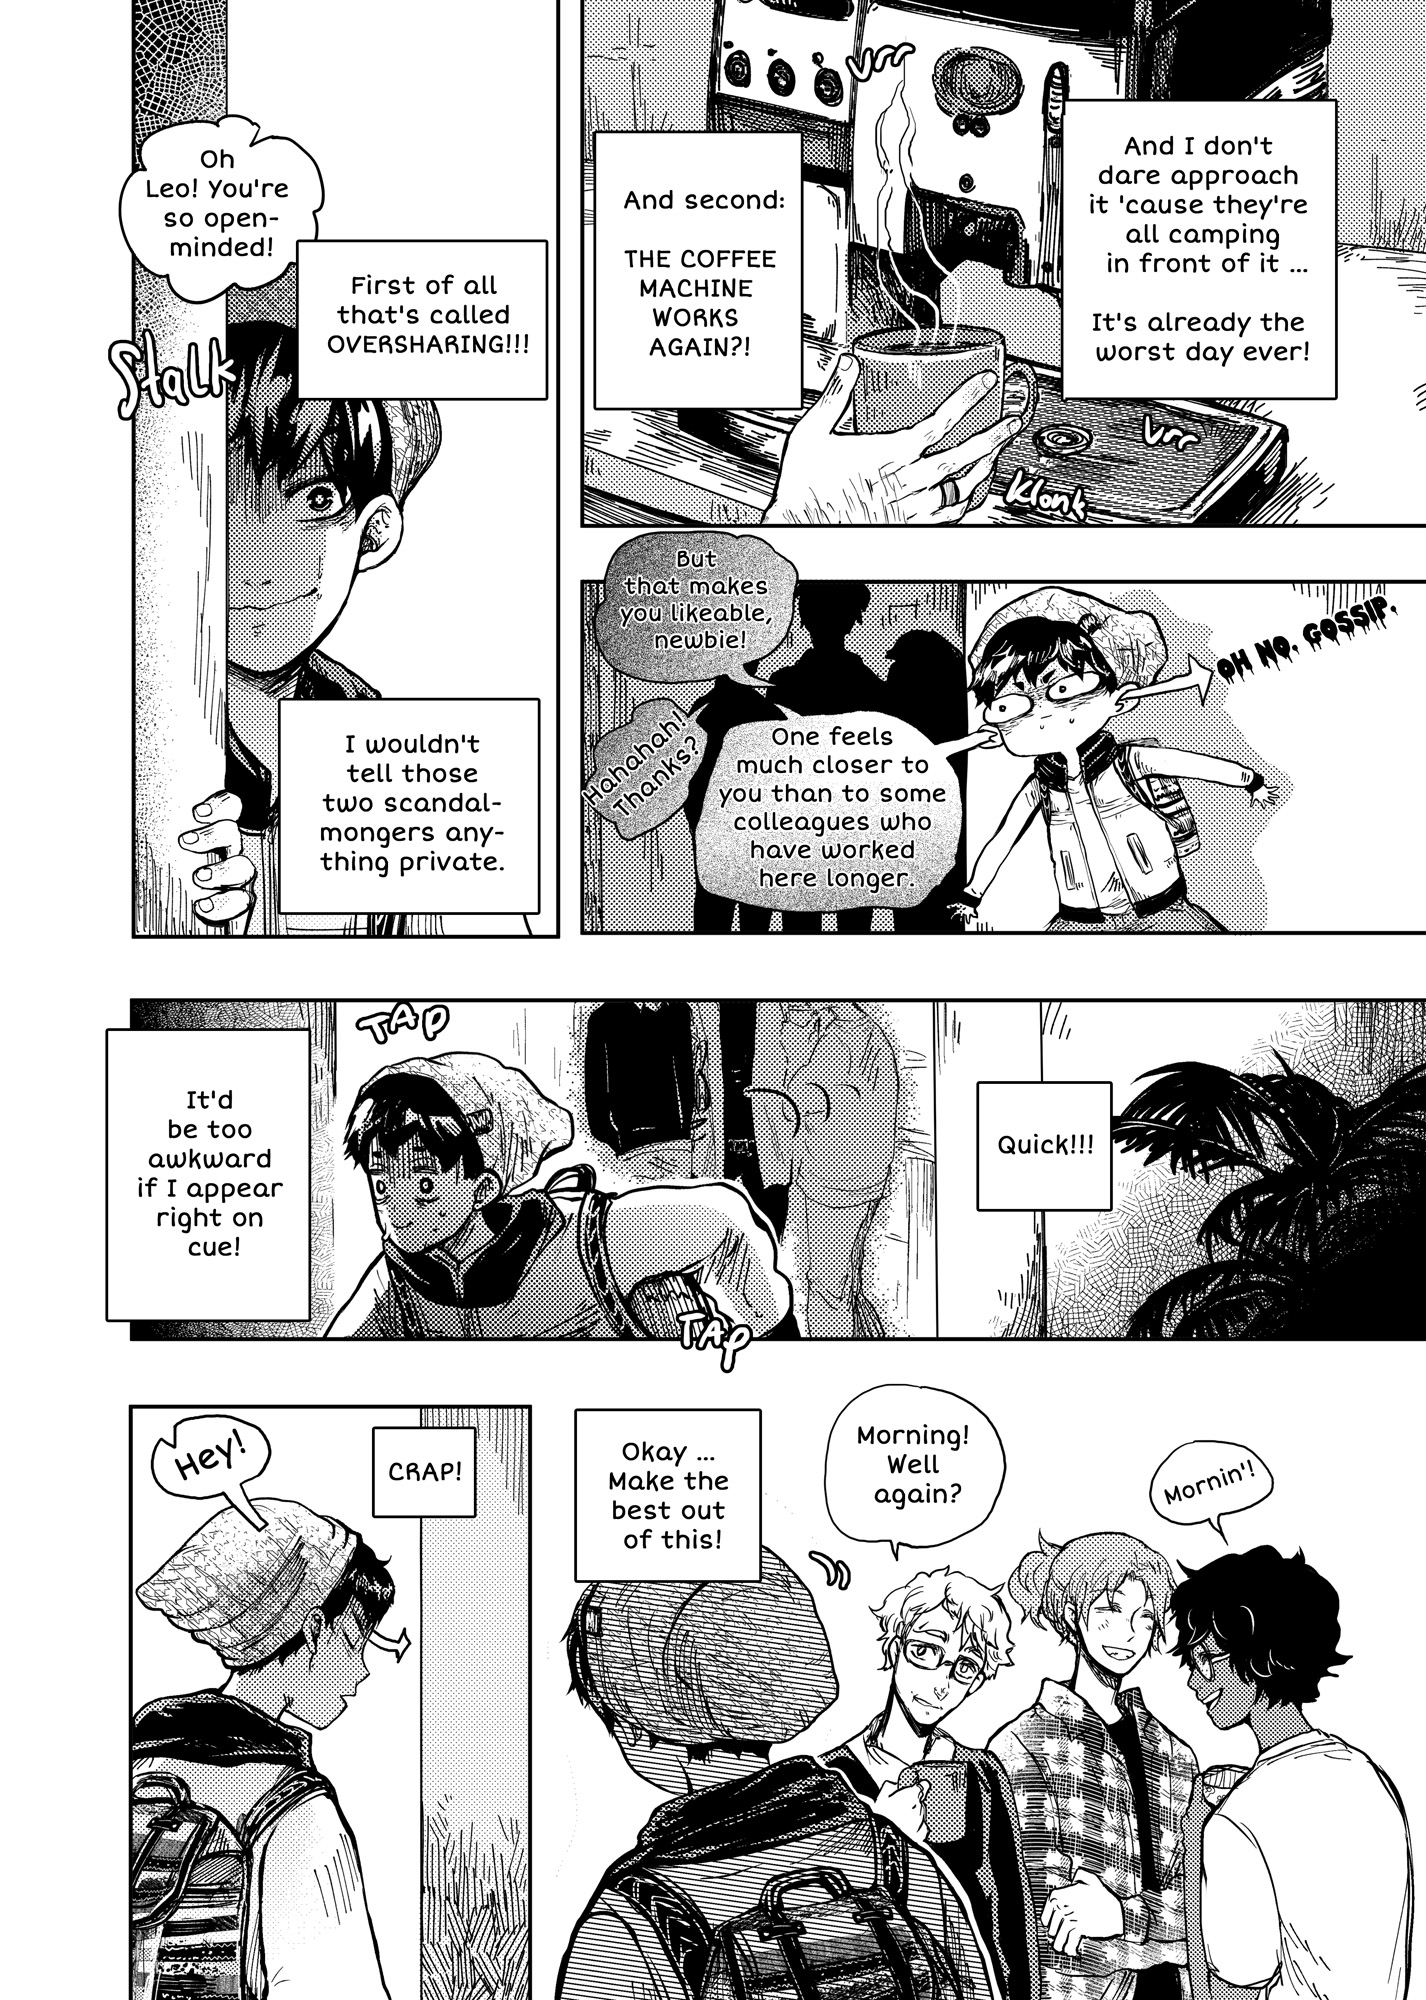 Oh
Leo! You're
so open-
minded!
First of all
that's called
OVERSHARING!!!
Stalk
I wouldn't
tell those
two scandal-
mongers any-
thing private.
Vrr
And second:
THE COFFEE
MACHINE
WORKS
AGAIN?!
And I don't
dare approach
it 'cause they're
all camping
in front of it ...
It's already the
worst day ever!
Vrr
Klonk
But
that makes
you likeable,
newbie!
Hahahah!
Thanks?
One feels
much closer to
you than to some
colleagues who
have worked
here longer.
OH NO. GOSSIP.
It'd
be too
awkward
if I appear
right on
cue!
TAP
TAP
Quick!!!
Hey!
CRAP!
Okay ...
Make the
best out
of this!
Morning!
Well
again?
Mornin'!